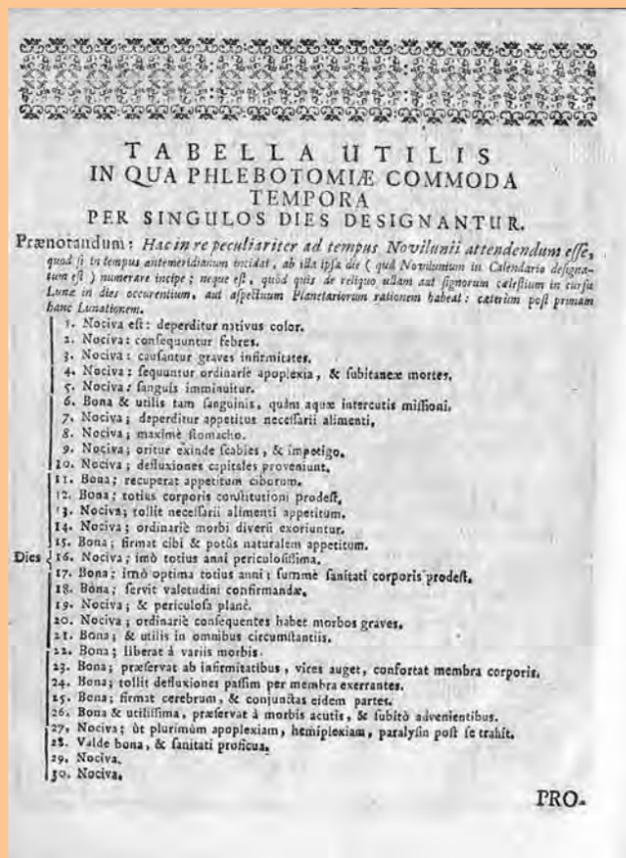 TABELLA UTILIS
IN QUA PHLEBOTOMIÆ COMMODA
TEMPORA
PER SINGULOS DIES DESIGNANTUR.
Prænotandum: Hac in re peculiariter ad tempus Novilunii attendendum esse,
quod si in tempus antemeridianum incidat, ab illa ipsa die ( quâ Novilunium in Calendario designa-
tum est ) numerare incipe ; neque est, quòd quis de reliquo ullam aut signorum cœlestium in cursu
Lunæ in dies occurentium, aut aspectuum Planetariorum rationem habeat : cæterùm post primam
hanc Lunationem.
1. Nociva est: deperditur nativus color.
2. Nociva: consequuntur febres.
3. Nociva: causantur graves infirmitates.
4. Nociva: sequuntur ordinariè apoplexia, & subitaneæ mortes.
5. Nociva: sanguis imminuitur.
6. Bona & utilis tam sanguinis, quàm aquæ intercutis missioni.
7. Nociva; deperditur appetitus necessarii alimenti.
8. Nociva; maximè stomacho.
9. Nociva; oritur exinde scabies, & impetigo.
10. Nociva; defluxiones capitales proveniunt.
11. Bona; recuperat appetitum ciborum.
12. Bona; totius corporis constitutioni prodest.
13. Nociva; tollit necessarii alimenti appetitum.
14. Nociva; ordinariè morbi diversi exoriuntur.
15. Bona; firmat cibi & potûs naturalem appetitum.
Dies 16. Nociva; imò totius anni periculosissima.
17. Bona; imò optima totius anni; summè sanitati corporis prodest.
18. Bona; servit valetudini confirmandæ.
19. Nociva; & periculosa planè.
20. Nociva; ordinariè consequentes habet morbos graves.
21. Bona; & utilis in omnibus circumstantiis.
22. Bona; liberat à variis morbis.
23. Bona; præservat ab infirmitatibus, vires auget, confortat membra corporis.
24. Bona; tollit defluxiones passim per membra exerrantes.
25. Bona; firmat cerebrum, & conjunctas eidem partes.
26. Bona & utilissima, præservat à morbis acutis, & subitò advenientibus.
27. Nociva; ùt plurimùm apoplexiam, hemiplexiam, paralysin post se trahit.
28. Valde bona, & sanitati proficua.
29. Nociva.
30. Nociva.
PRO-